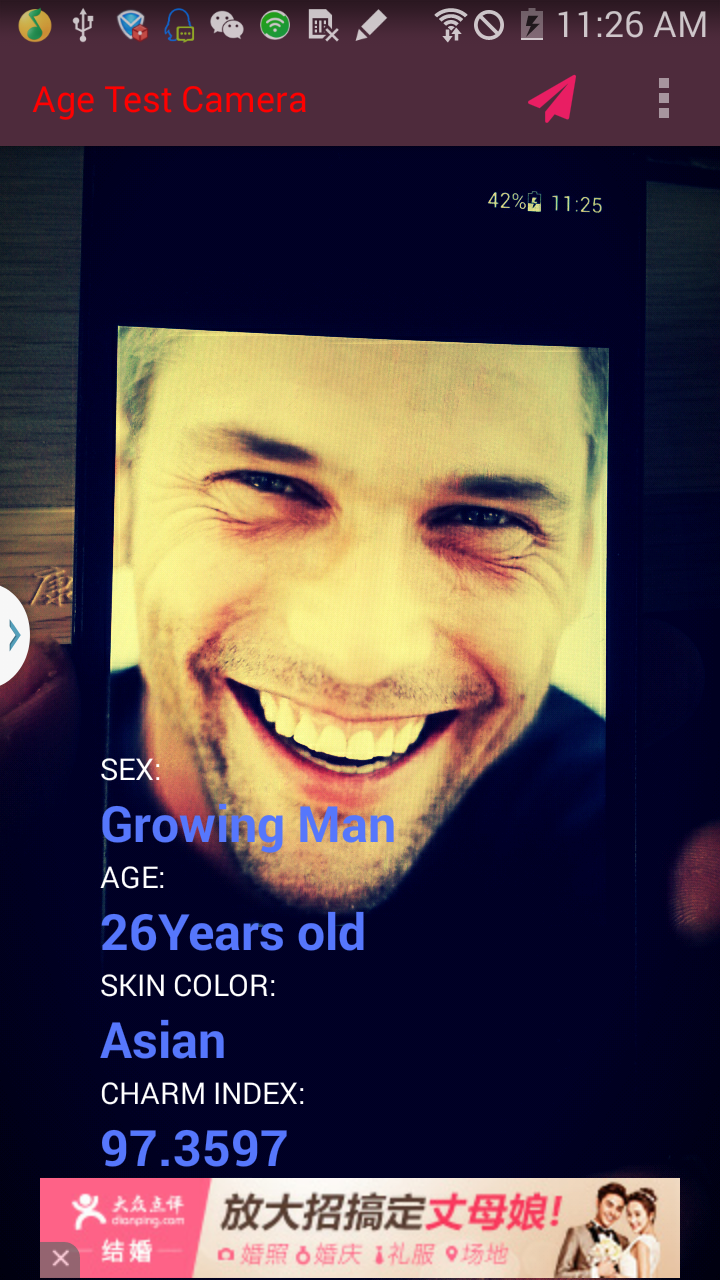 11:26 AM
Age Test Camera
42% 11:25
康
SEX:
Growing Man
AGE:
26Years old
SKIN COLOR:
Asian
CHARM INDEX:
97.3597
大众点评
dianping.com
结婚
放大招搞定丈母娘!
婚照 婚庆 礼服 场地